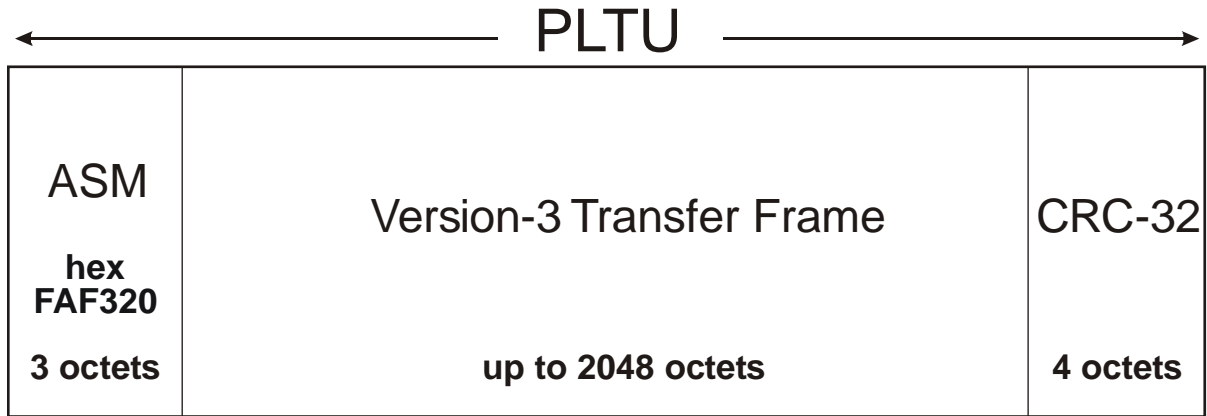 PLTU
ASM
hex
FAF320
3 octets
Version-3 Transfer Frame
up to 2048 octets
CRC-32
4 octets